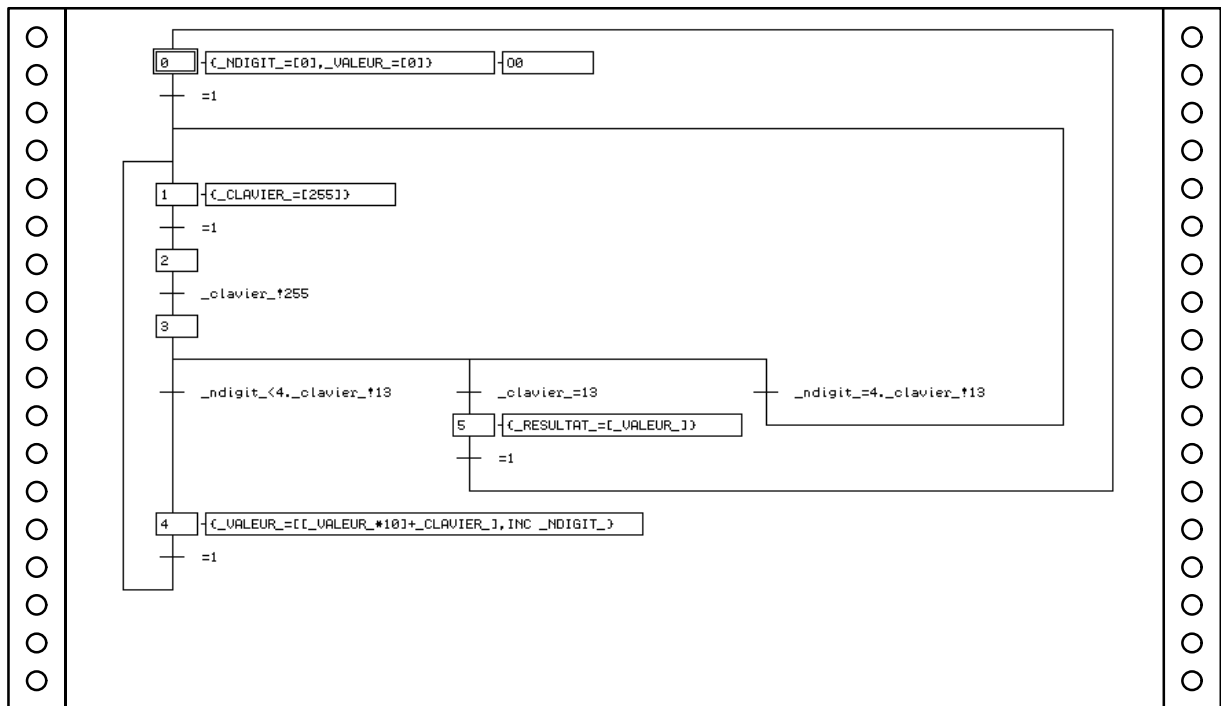 0 {_NDIGIT_=[0],_VALEUR_=[0]} O0
=1
1 {_CLAVIER_=[255]}
=1
2
_clavier_!255
3
_ndigit_<4._clavier_!13 _clavier_=13 _ndigit_=4._clavier_!13
5 {_RESULTAT_=[_VALEUR_]}
=1
4 {_VALEUR_=[[_VALEUR_*10]+_CLAVIER_],INC _NDIGIT_}
=1